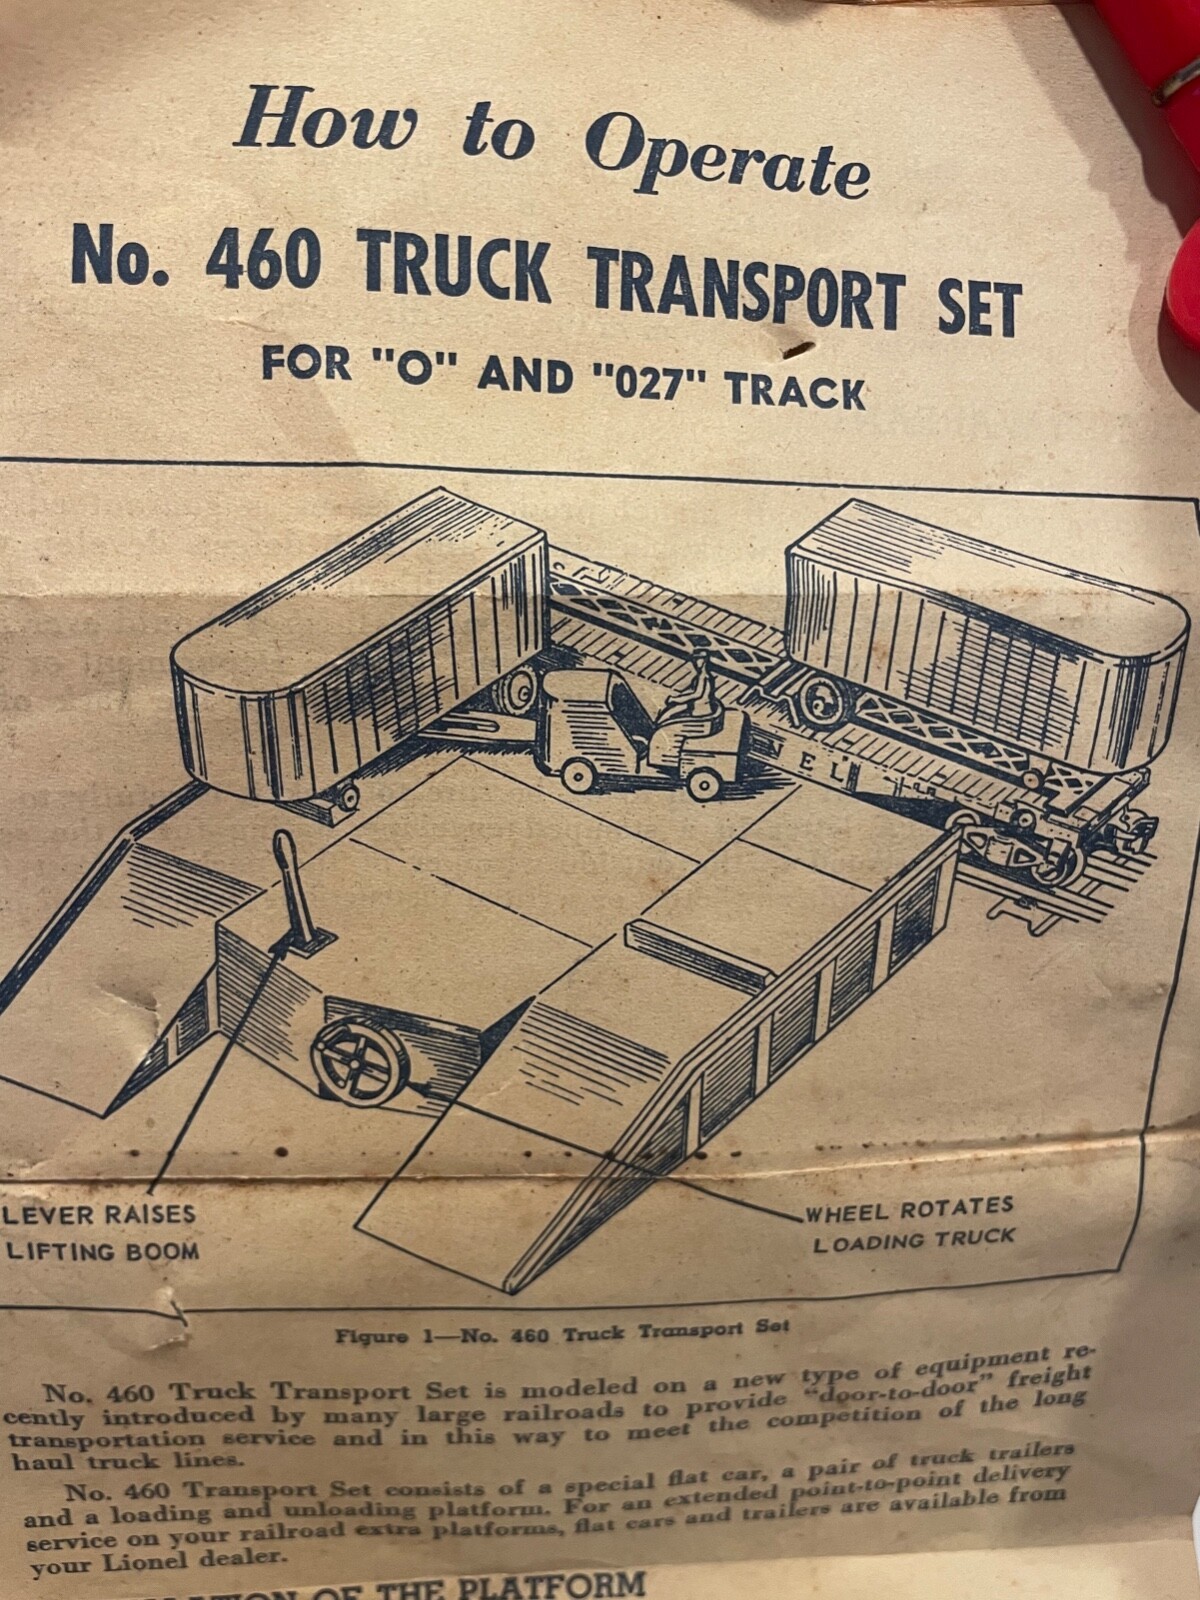 How to Operate
No. 460 TRUCK TRANSPORT SET
FOR "O" AND "027" TRACK
N E L
LEVER RAISES
LIFTING BOOM
WHEEL ROTATES
LOADING TRUCK
Figure 1—No. 460 Truck Transport Set
No. 460 Truck Transport Set is modeled on a new type of equipment re-
cently introduced by many large railroads to provide "door-to-door" freight
transportation service and in this way to meet the competition of the long
haul truck lines.
No. 460 Transport Set consists of a special flat car, a pair of truck trailers
and a loading and unloading platform. For an extended point-to-point delivery
service on your railroad extra platforms, flat cars and trailers are available from
your Lionel dealer.
OF THE PLATFORM